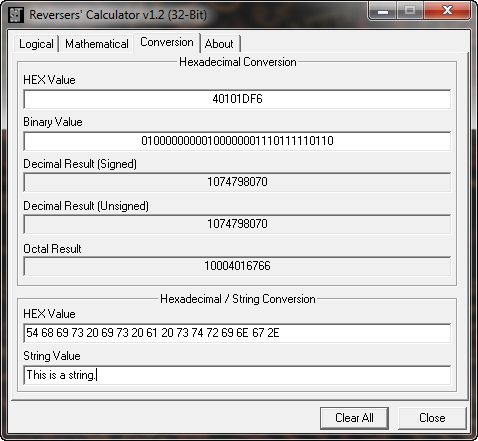 Reversers' Calculator v1.2 (32-Bit)
Logical Mathematical Conversion About
Hexadecimal Conversion
HEX Value
40101DF6
Binary Value
01000000000100000001110111110110
Decimal Result (Signed)
1074798070
Decimal Result (Unsigned)
1074798070
Octal Result
10004016766
Hexadecimal / String Conversion
HEX Value
54 68 69 73 20 69 73 20 61 20 73 74 72 69 6E 67 2E
String Value
This is a string.
Clear All Close